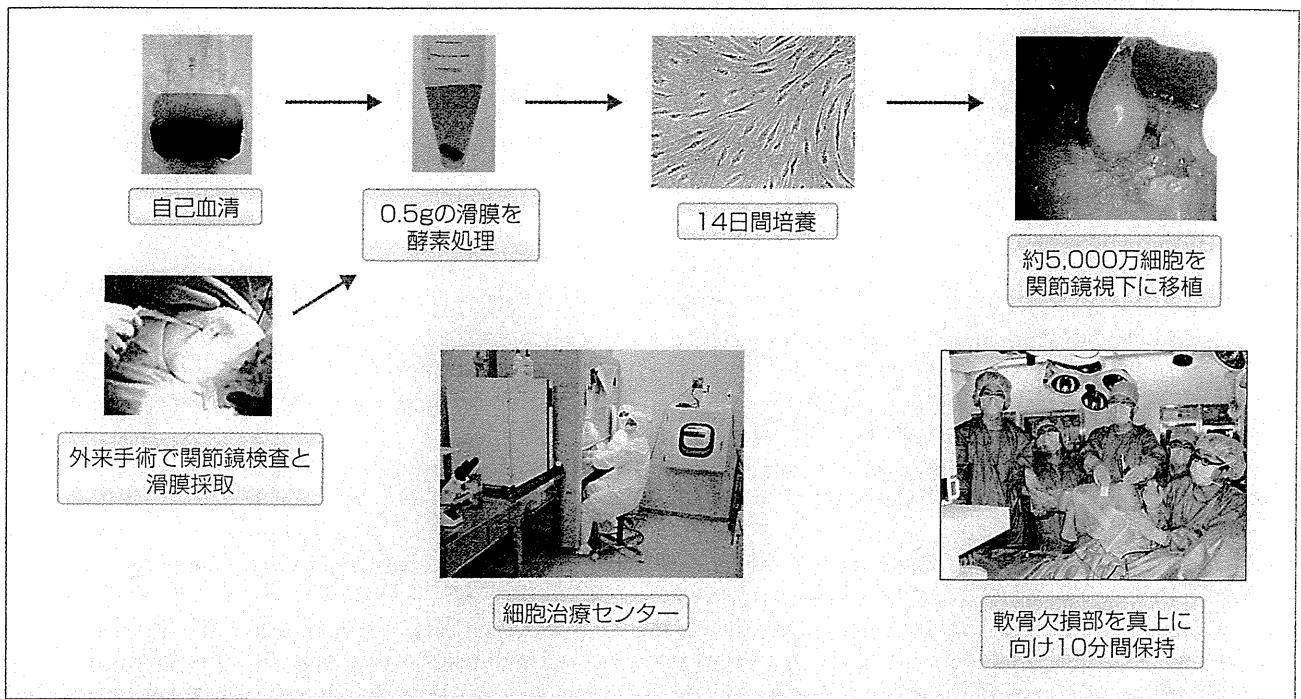 自己血清
0.5gの滑膜を
酵素処理
14日間培養
約5,000万細胞を
関節鏡視下に移植
外来手術で関節鏡検査と
滑膜採取
細胞治療センター
軟骨欠損部を真上に
向け10分間保持